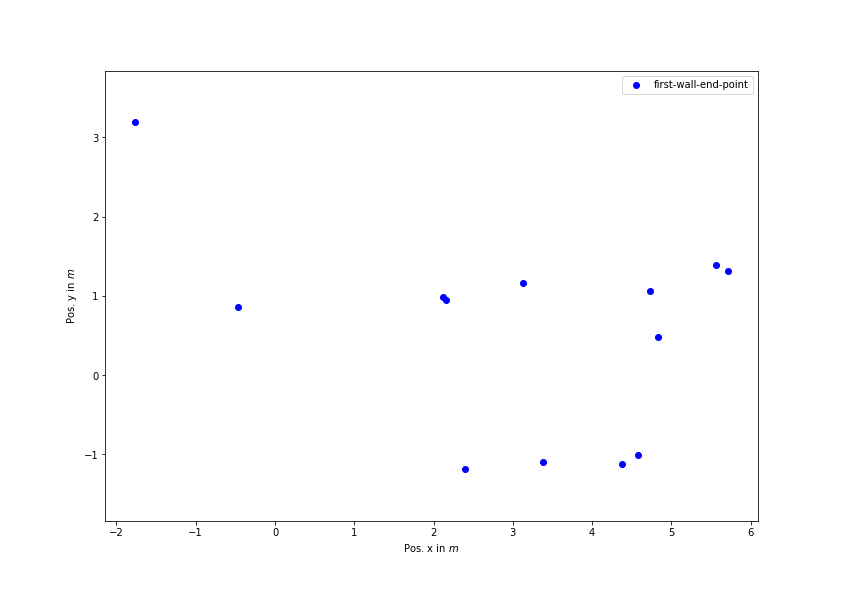 first-wall-end-point
3
2
1
0
−1
Pos. y in m
−2 −1 0 1 2 3 4 5 6
Pos. x in m